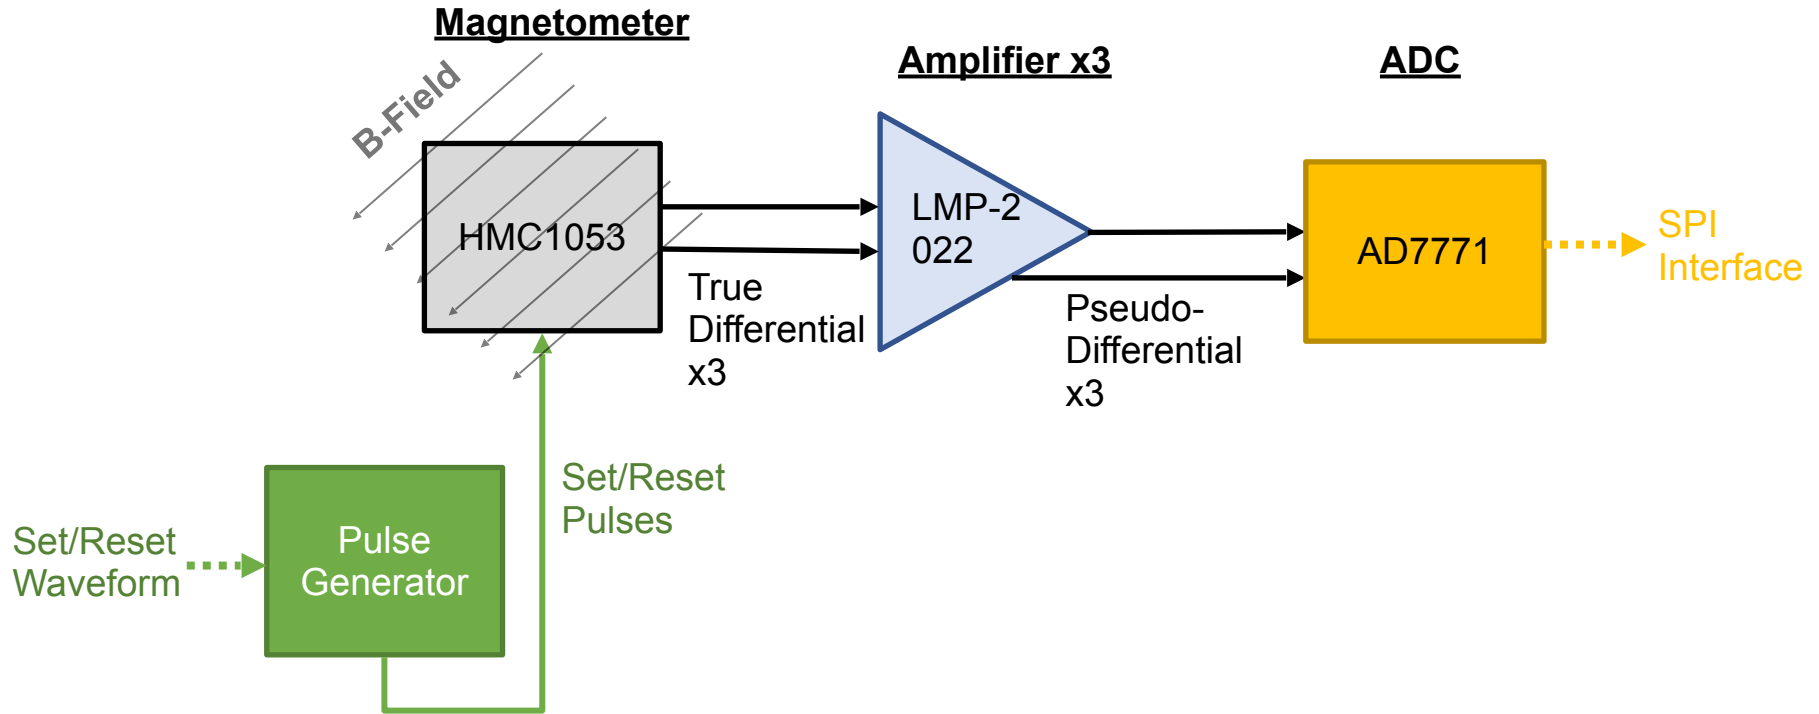 Magnetometer
Amplifier x3
ADC
B-Field
HMC1053
LMP-2
022
AD7771
SPI
Interface
True
Differential
x3
Pseudo-
Differential
x3
Set/Reset
Pulses
Set/Reset
Waveform
Pulse
Generator